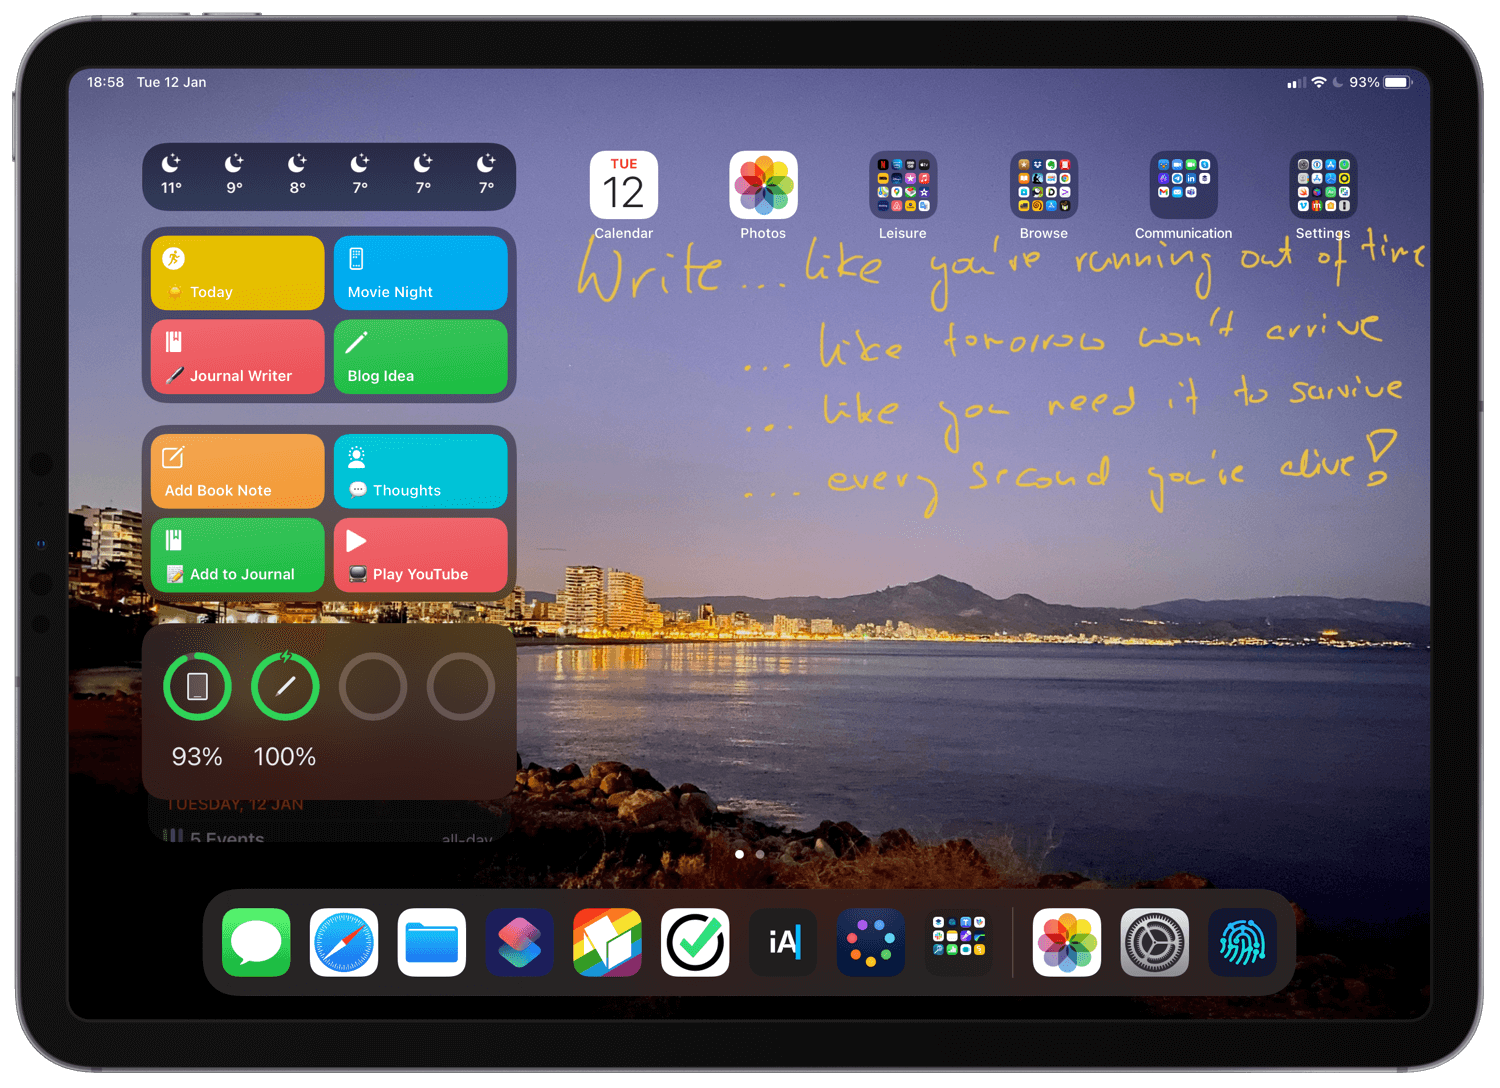 18:58 Tue 12 Jan
93%
11° 9° 8° 7° 7° 7°
Today
Movie Night
Journal Writer
Blog Idea
Add Book Note
Thoughts
Add to Journal
Play YouTube
93% 100%
TUESDAY, 12 JAN
5 Events all-day
TUE
12
Calendar
Photos
Leisure
Browse
Communication
Settings
Write ... like you've running out of time
... like tomorrow won't arrive
... like you need it to survive
... every second you're alive!
iA